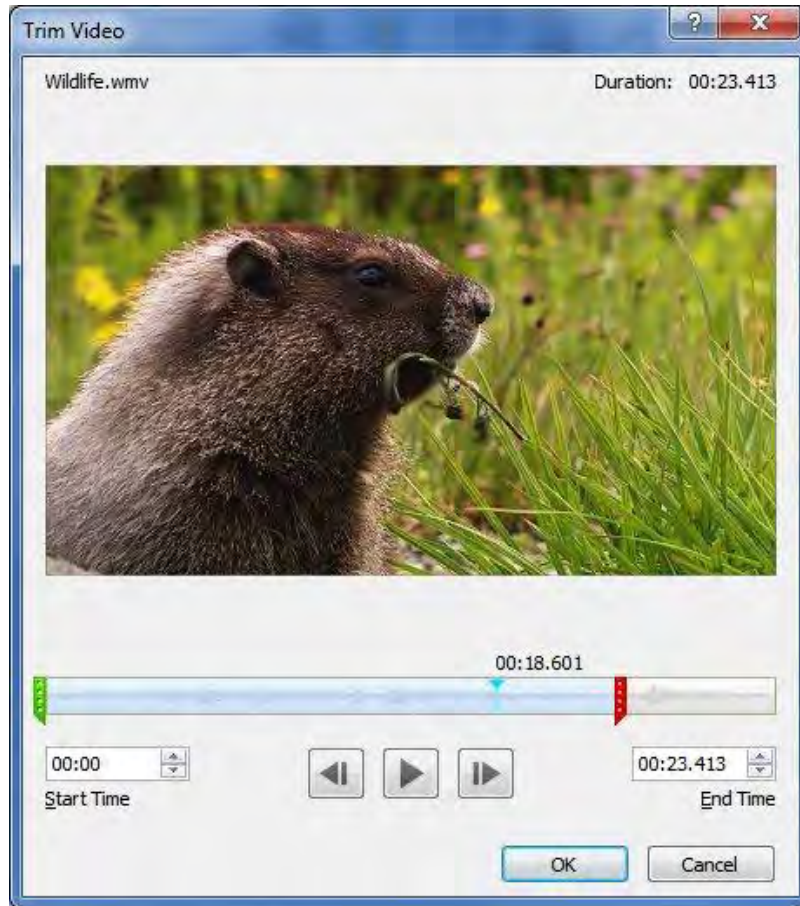 Trim Video
Wildlife.wmv Duration: 00:23.413
00:18.601
00:00 00:23.413
Start Time End Time
OK Cancel